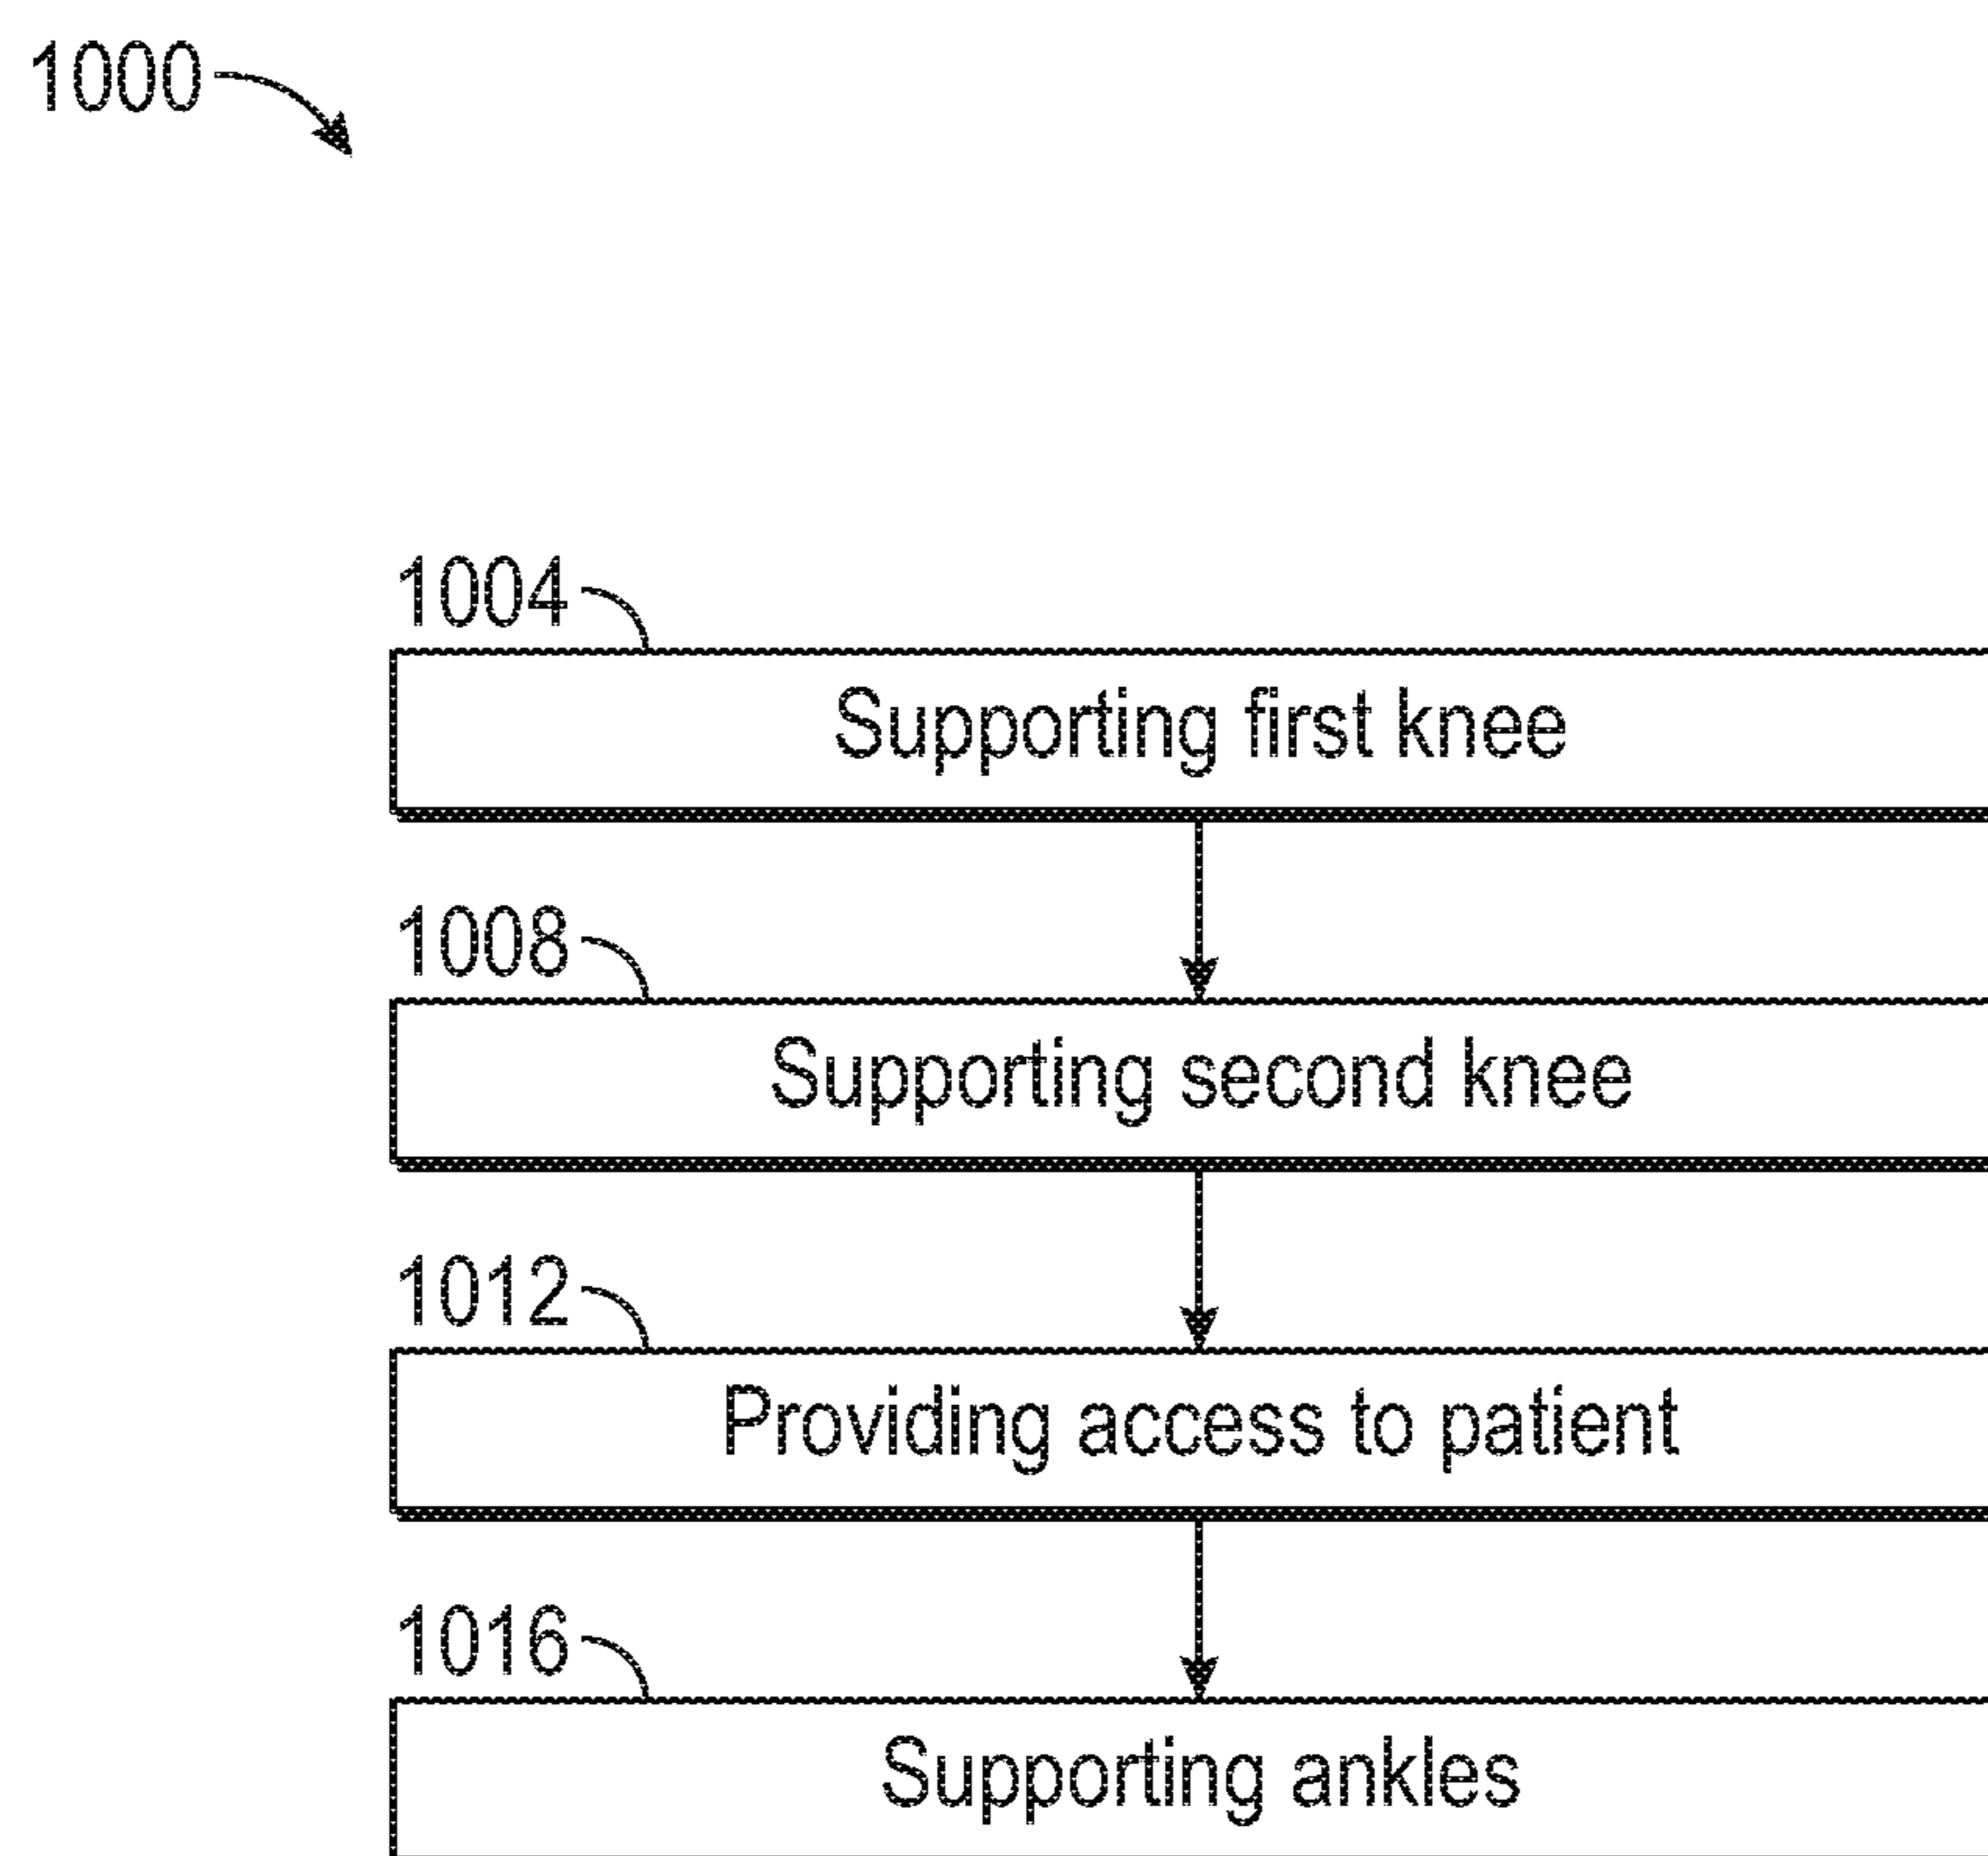 1000
1004
Supporting first knee
1008
Supporting second knee
1012
Providing access to patient
1016
Supporting ankles